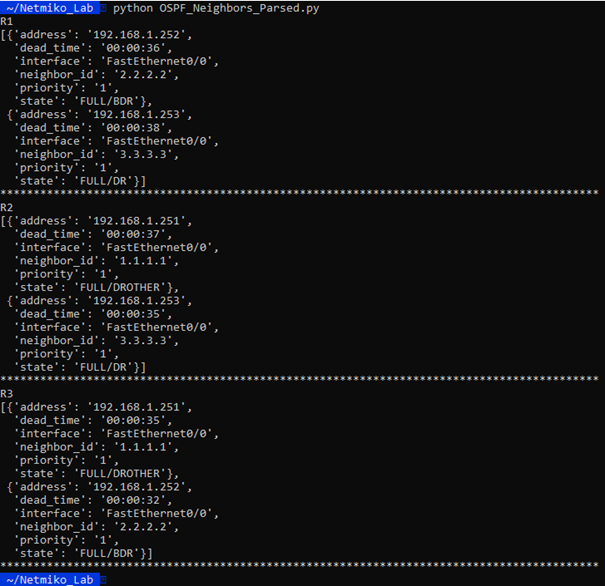 ~/Netmiko_Lab python OSPF_Neighbors_Parsed.py
R1
[{'address': '192.168.1.252',
  'dead_time': '00:00:36',
  'interface': 'FastEthernet0/0',
  'neighbor_id': '2.2.2.2',
  'priority': '1',
  'state': 'FULL/BDR'},
 {'address': '192.168.1.253',
  'dead_time': '00:00:38',
  'interface': 'FastEthernet0/0',
  'neighbor_id': '3.3.3.3',
  'priority': '1',
  'state': 'FULL/DR'}]
******************************************************************************************
R2
[{'address': '192.168.1.251',
  'dead_time': '00:00:37',
  'interface': 'FastEthernet0/0',
  'neighbor_id': '1.1.1.1',
  'priority': '1',
  'state': 'FULL/DROTHER'},
 {'address': '192.168.1.253',
  'dead_time': '00:00:35',
  'interface': 'FastEthernet0/0',
  'neighbor_id': '3.3.3.3',
  'priority': '1',
  'state': 'FULL/DR'}]
******************************************************************************************
R3
[{'address': '192.168.1.251',
  'dead_time': '00:00:35',
  'interface': 'FastEthernet0/0',
  'neighbor_id': '1.1.1.1',
  'priority': '1',
  'state': 'FULL/DROTHER'},
 {'address': '192.168.1.252',
  'dead_time': '00:00:32',
  'interface': 'FastEthernet0/0',
  'neighbor_id': '2.2.2.2',
  'priority': '1',
  'state': 'FULL/BDR'}]
******************************************************************************************
~/Netmiko_Lab